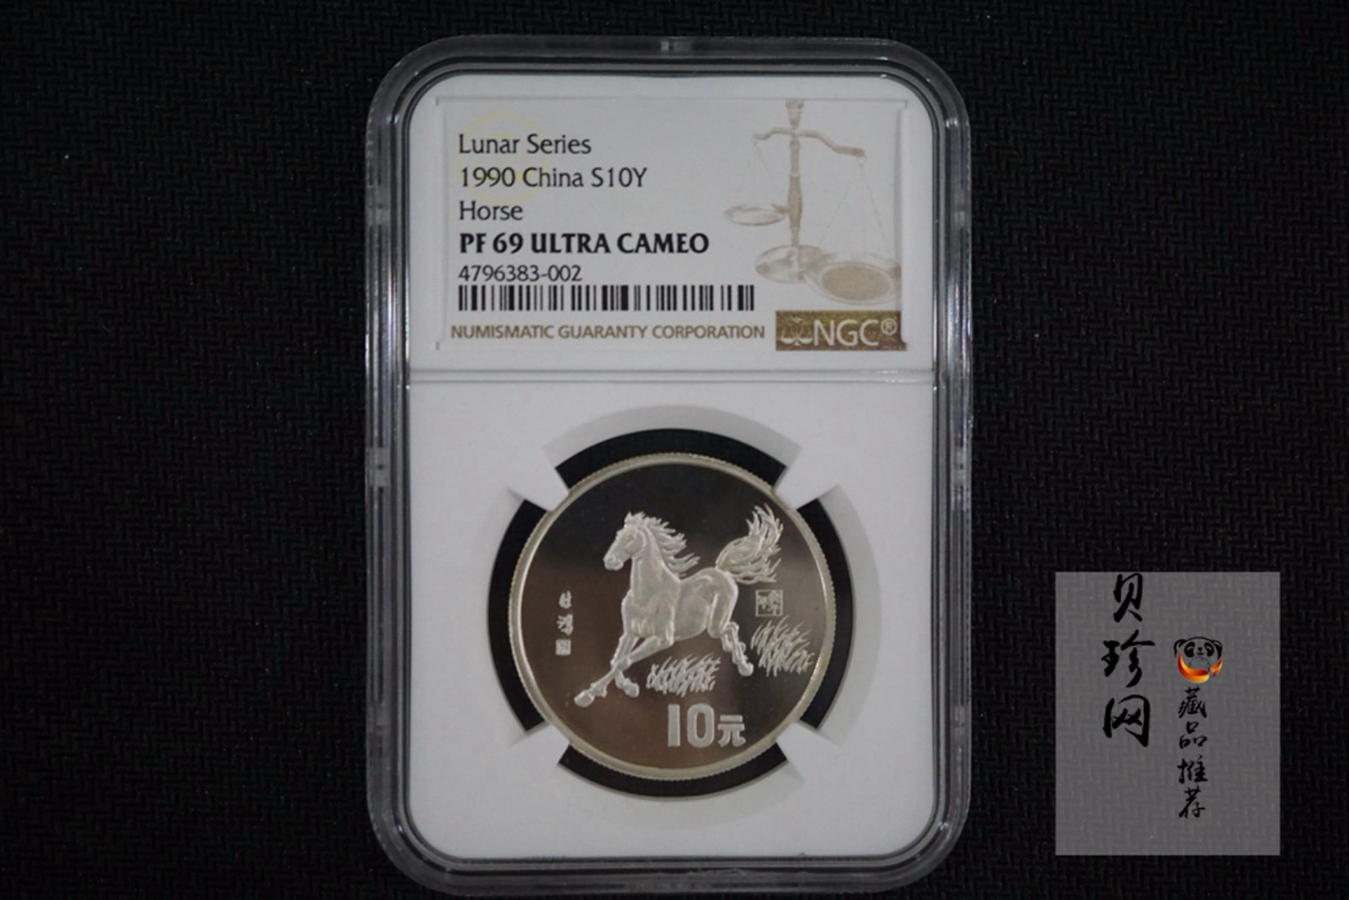 Lunar Series
1990 China S10Y
Horse
PF 69 ULTRA CAMEO
4796383-002
NUMISMATIC GUARANTY CORPORATION
NGC®
10元
贝珍网
藏品推荐